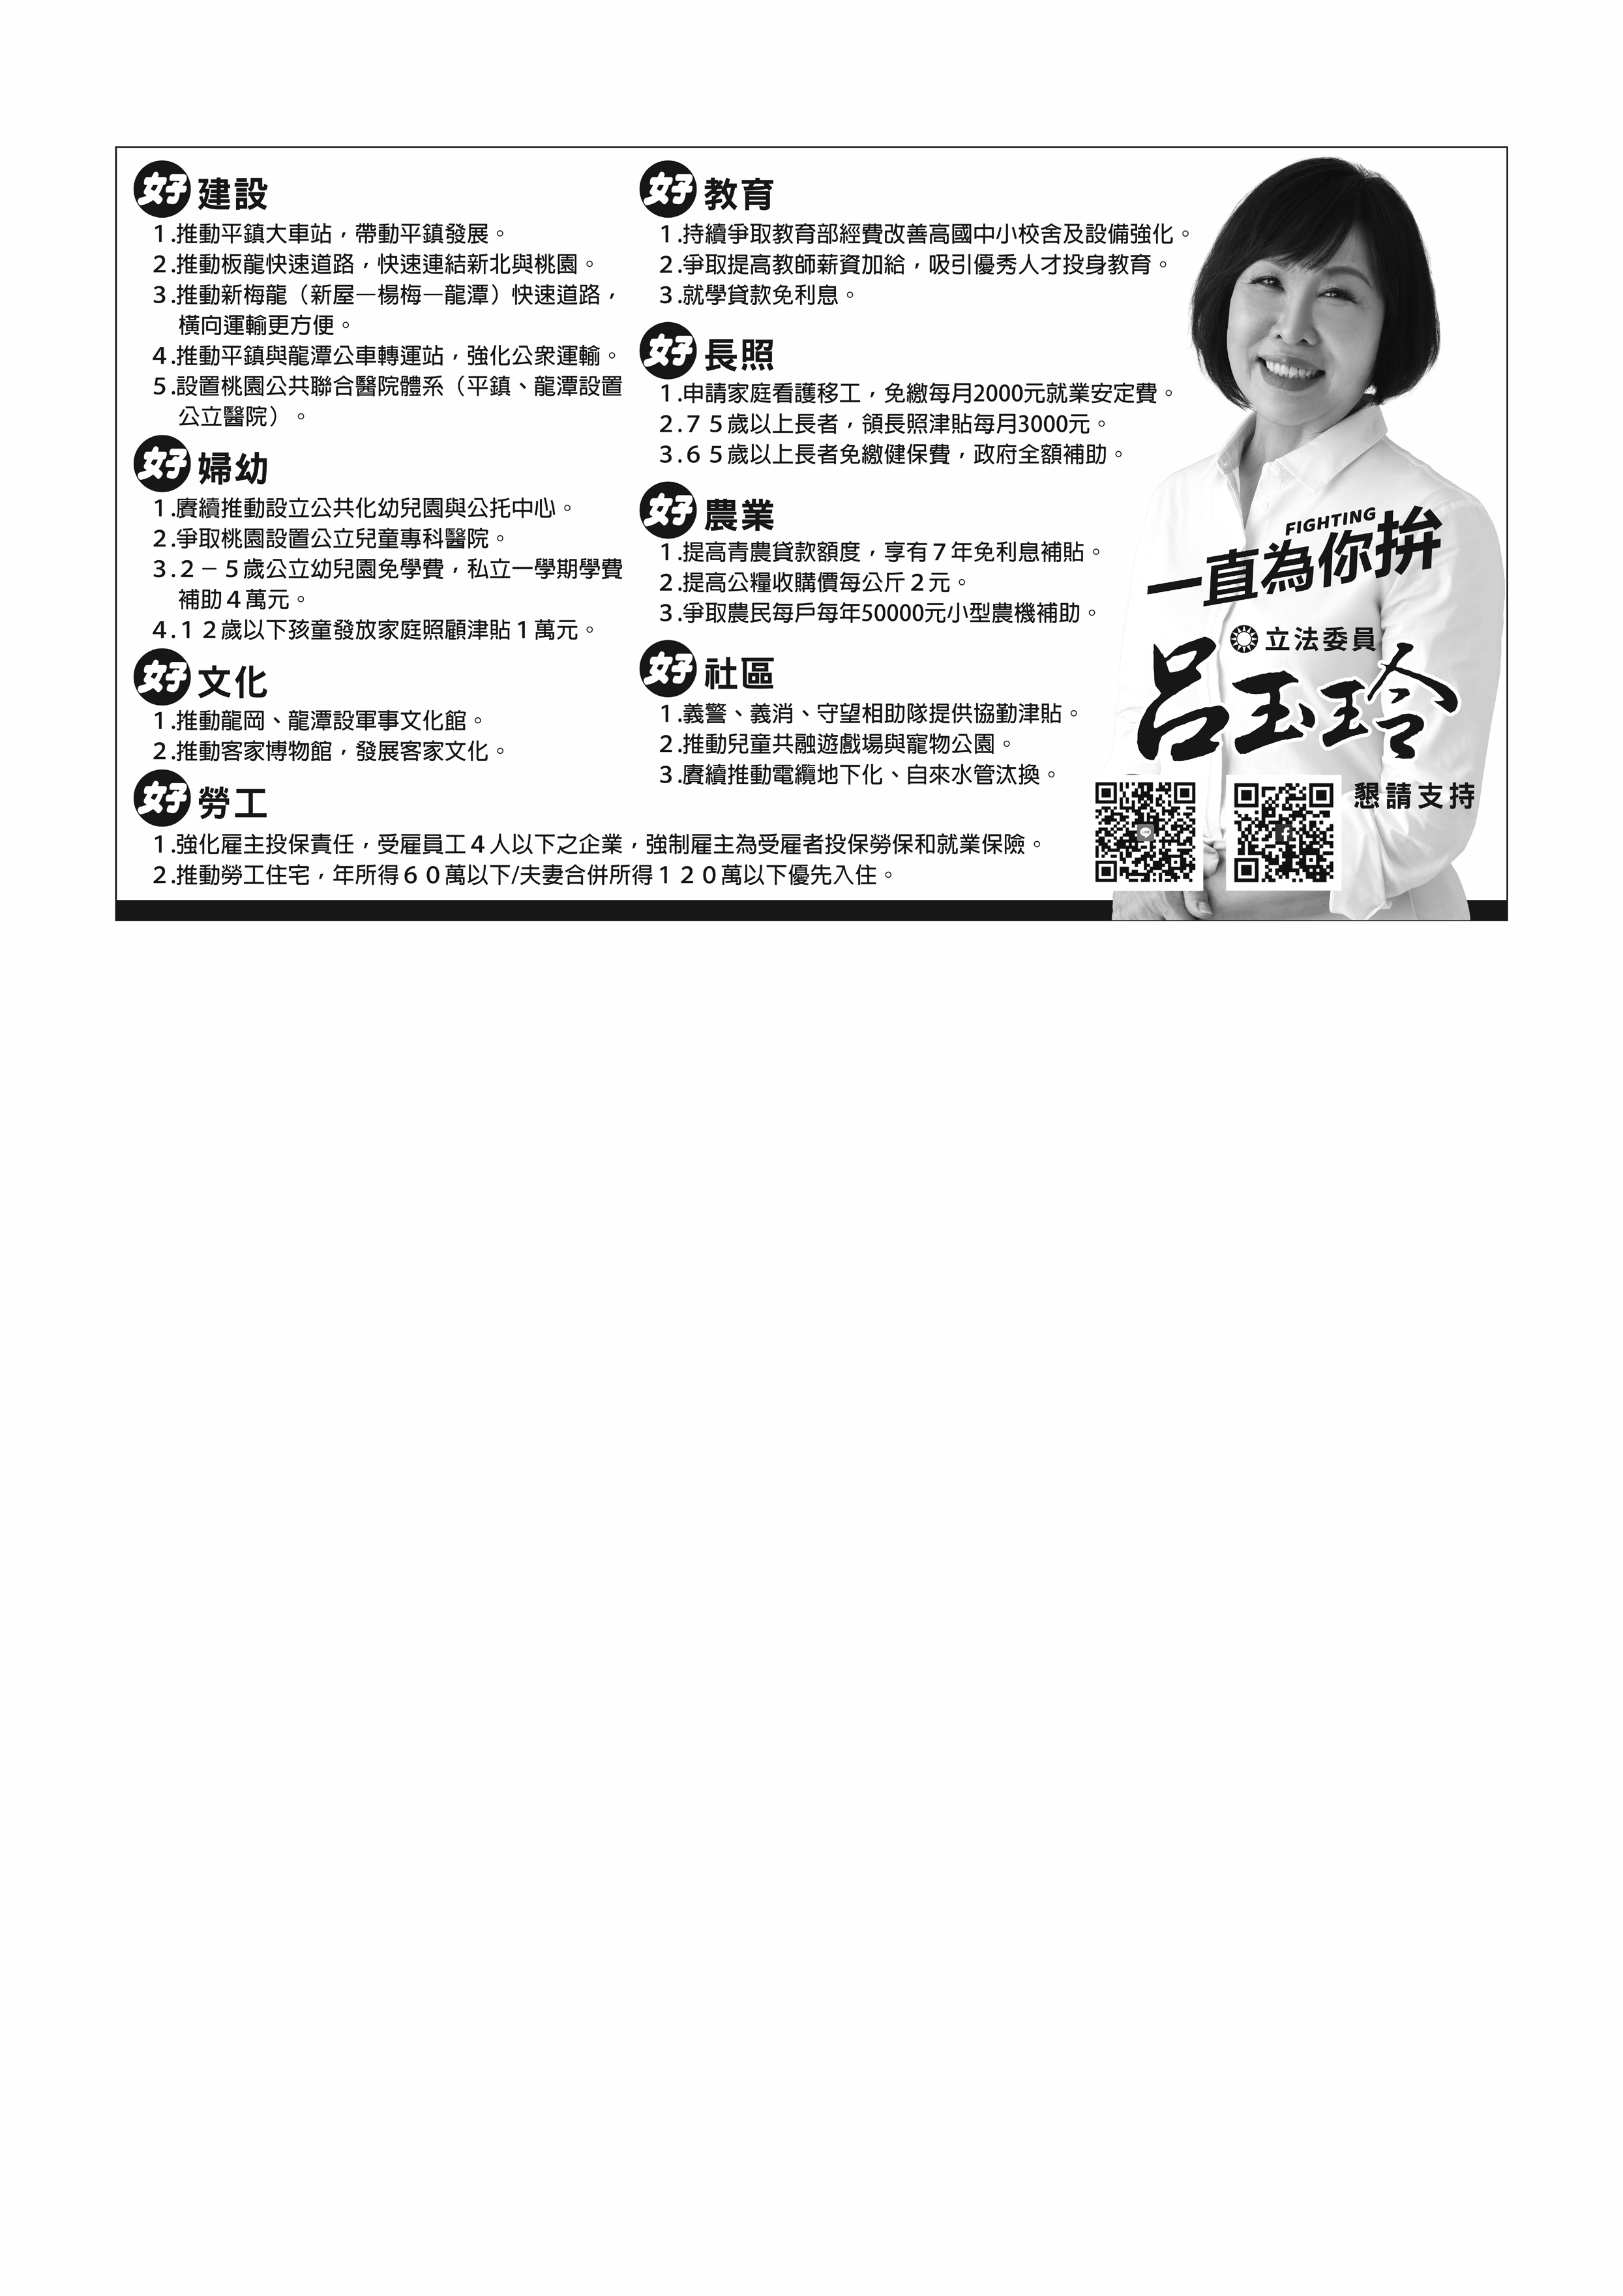 好 建設
1.推動平鎮大車站，帶動平鎮發展。
2.推動板龍快速道路，快速連結新北與桃園。
3.推動新梅龍（新屋—楊梅—龍潭）快速道路，
橫向運輸更方便。
4.推動平鎮與龍潭公車轉運站，強化公眾運輸。
5.設置桃園公共聯合醫院體系（平鎮、龍潭設置
公立醫院）。
好 婦幼
1.賡續推動設立公共化幼兒園與公托中心。
2.爭取桃園設置公立兒童專科醫院。
3.2－5歲公立幼兒園免學費，私立一學期學費
補助4萬元。
4.12歲以下孩童發放家庭照顧津貼1萬元。
好 文化
1.推動龍岡、龍潭設軍事文化館。
2.推動客家博物館，發展客家文化。
好 勞工
1.強化雇主投保責任，受雇員工4人以下之企業，強制雇主為受雇者投保勞保和就業保險。
2.推動勞工住宅，年所得60萬以下/夫妻合併所得120萬以下優先入住。
好 教育
1.持續爭取教育部經費改善高國中小校舍及設備強化。
2.爭取提高教師薪資加給，吸引優秀人才投身教育。
3.就學貸款免利息。
好 長照
1.申請家庭看護移工，免繳每月2000元就業安定費。
2.75歲以上長者，領長照津貼每月3000元。
3.65歲以上長者免繳健保費，政府全額補助。
好 農業
1.提高青農貸款額度，享有7年免利息補貼。
2.提高公糧收購價每公斤2元。
3.爭取農民每戶每年50000元小型農機補助。
好 社區
1.義警、義消、守望相助隊提供協勤津貼。
2.推動兒童共融遊戲場與寵物公園。
3.賡續推動電纜地下化、自來水管汰換。
FIGHTING
一直為你拚
立法委員
呂玉玲
懇請支持